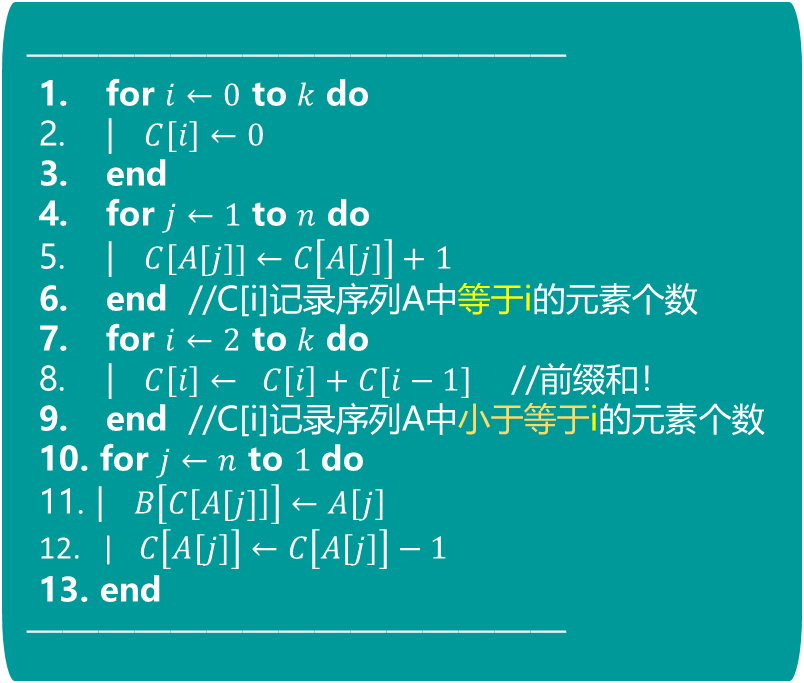 1. for i ← 0 to k do
2. | C[i] ← 0
3. end
4. for j ← 1 to n do
5. | C[A[j]] ← C[A[j]] + 1
6. end //C[i]记录序列A中等于i的元素个数
7. for i ← 2 to k do
8. | C[i] ← C[i] + C[i − 1] //前缀和！
9. end //C[i]记录序列A中小于等于i的元素个数
10. for j ← n to 1 do
11. | B[C[A[j]]] ← A[j]
12. | C[A[j]] ← C[A[j]] − 1
13. end